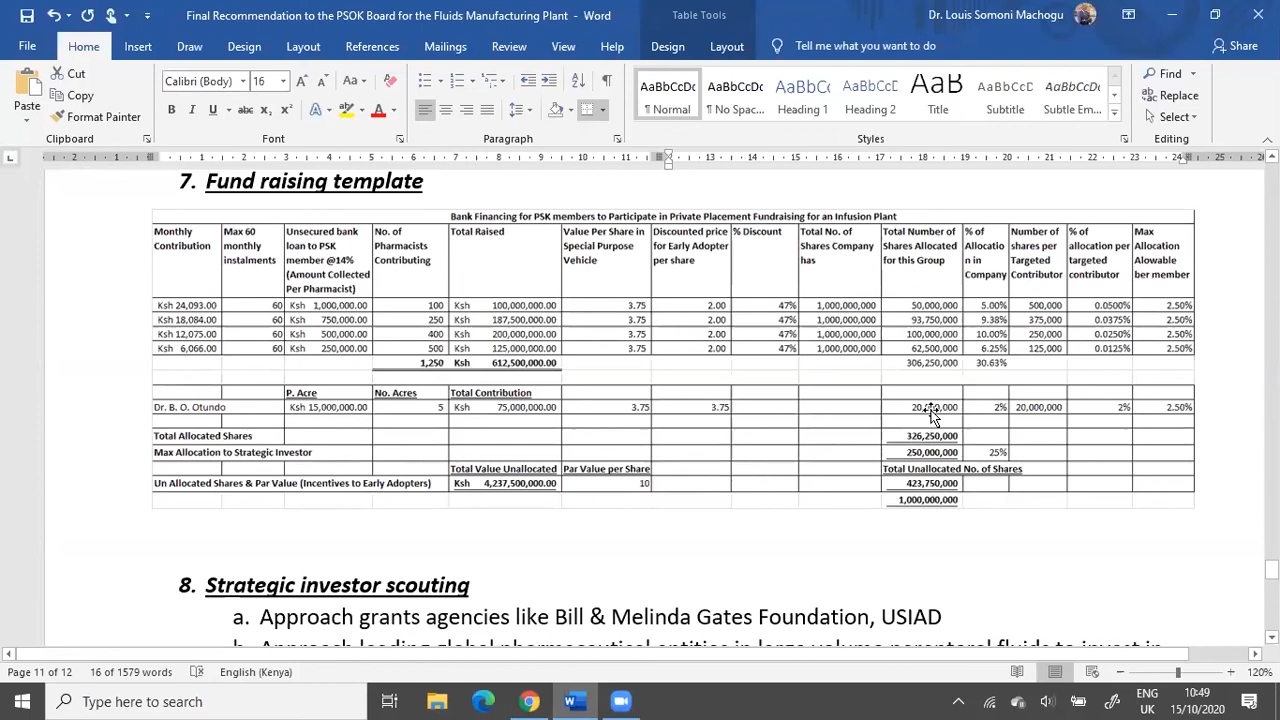 Final Recommendation to the PSOK Board for the Fluids Manufacturing Plant - Word
Table Tools
Dr. Louis Somoni Machogu
File Home Insert Draw Design Layout References Mailings Review View Help Design Layout Tell me what you want to do Share
Paste
Cut
Copy
Format Painter
Clipboard
Calibri (Body) 16
Font
Paragraph
AaBbCcDc AaBbCcDc AaBbCc AaBbCcC AaB AaBbCcC AaBbCcDc
¶ Normal ¶ No Spac... Heading 1 Heading 2 Title Subtitle Subtle Em...
Styles
Find
Replace
Select
Editing
7. Fund raising template
Bank Financing for PSK members to Participate in Private Placement Fundraising for an Infusion Plant
Monthly Contribution
Max 60 monthly instalments
Unsecured bank loan to PSK member @14% (Amount Collected Per Pharmacist)
No. of Pharmacists Contributing
Total Raised
Value Per Share in Special Purpose Vehicle
Discounted price for Early Adopter per share
% Discount
Total No. of Shares Company has
Total Number of Shares Allocated for this Group
% of Allocatio n in Company
Number of shares per Targeted Contributor
% of allocation per targeted contributor
Max Allocation Allowable ber member
Ksh 24,093.00 60 Ksh 1,000,000.00 100 Ksh 100,000,000.00 3.75 2.00 47% 1,000,000,000 50,000,000 5.00% 500,000 0.0500% 2.50%
Ksh 18,084.00 60 Ksh 750,000.00 250 Ksh 187,500,000.00 3.75 2.00 47% 1,000,000,000 93,750,000 9.38% 375,000 0.0375% 2.50%
Ksh 12,075.00 60 Ksh 500,000.00 400 Ksh 200,000,000.00 3.75 2.00 47% 1,000,000,000 100,000,000 10.00% 250,000 0.0250% 2.50%
Ksh 6,066.00 60 Ksh 250,000.00 500 Ksh 125,000,000.00 3.75 2.00 47% 1,000,000,000 62,500,000 6.25% 125,000 0.0125% 2.50%
1,250 Ksh 612,500,000.00 306,250,000 30.63%
P. Acre No. Acres Total Contribution
Dr. B. O. Otundo Ksh 15,000,000.00 5 Ksh 75,000,000.00 3.75 3.75 2% 20,000,000 2% 2.50%
Total Allocated Shares 326,250,000
Max Allocation to Strategic Investor 250,000,000 25%
Total Value Unallocated Par Value per Share Total Unallocated No. of Shares
Un Allocated Shares & Par Value (Incentives to Early Adopters) Ksh 4,237,500,000.00 10 423,750,000
1,000,000,000
8. Strategic investor scouting
a. Approach grants agencies like Bill & Melinda Gates Foundation, USIAD
b. Approach leading global pharmaceutical entities in large volume parenteral fluids to invest in
Page 11 of 12 16 of 1579 words English (Kenya) 120%
Type here to search
ENG
UK
10:49
15/10/2020